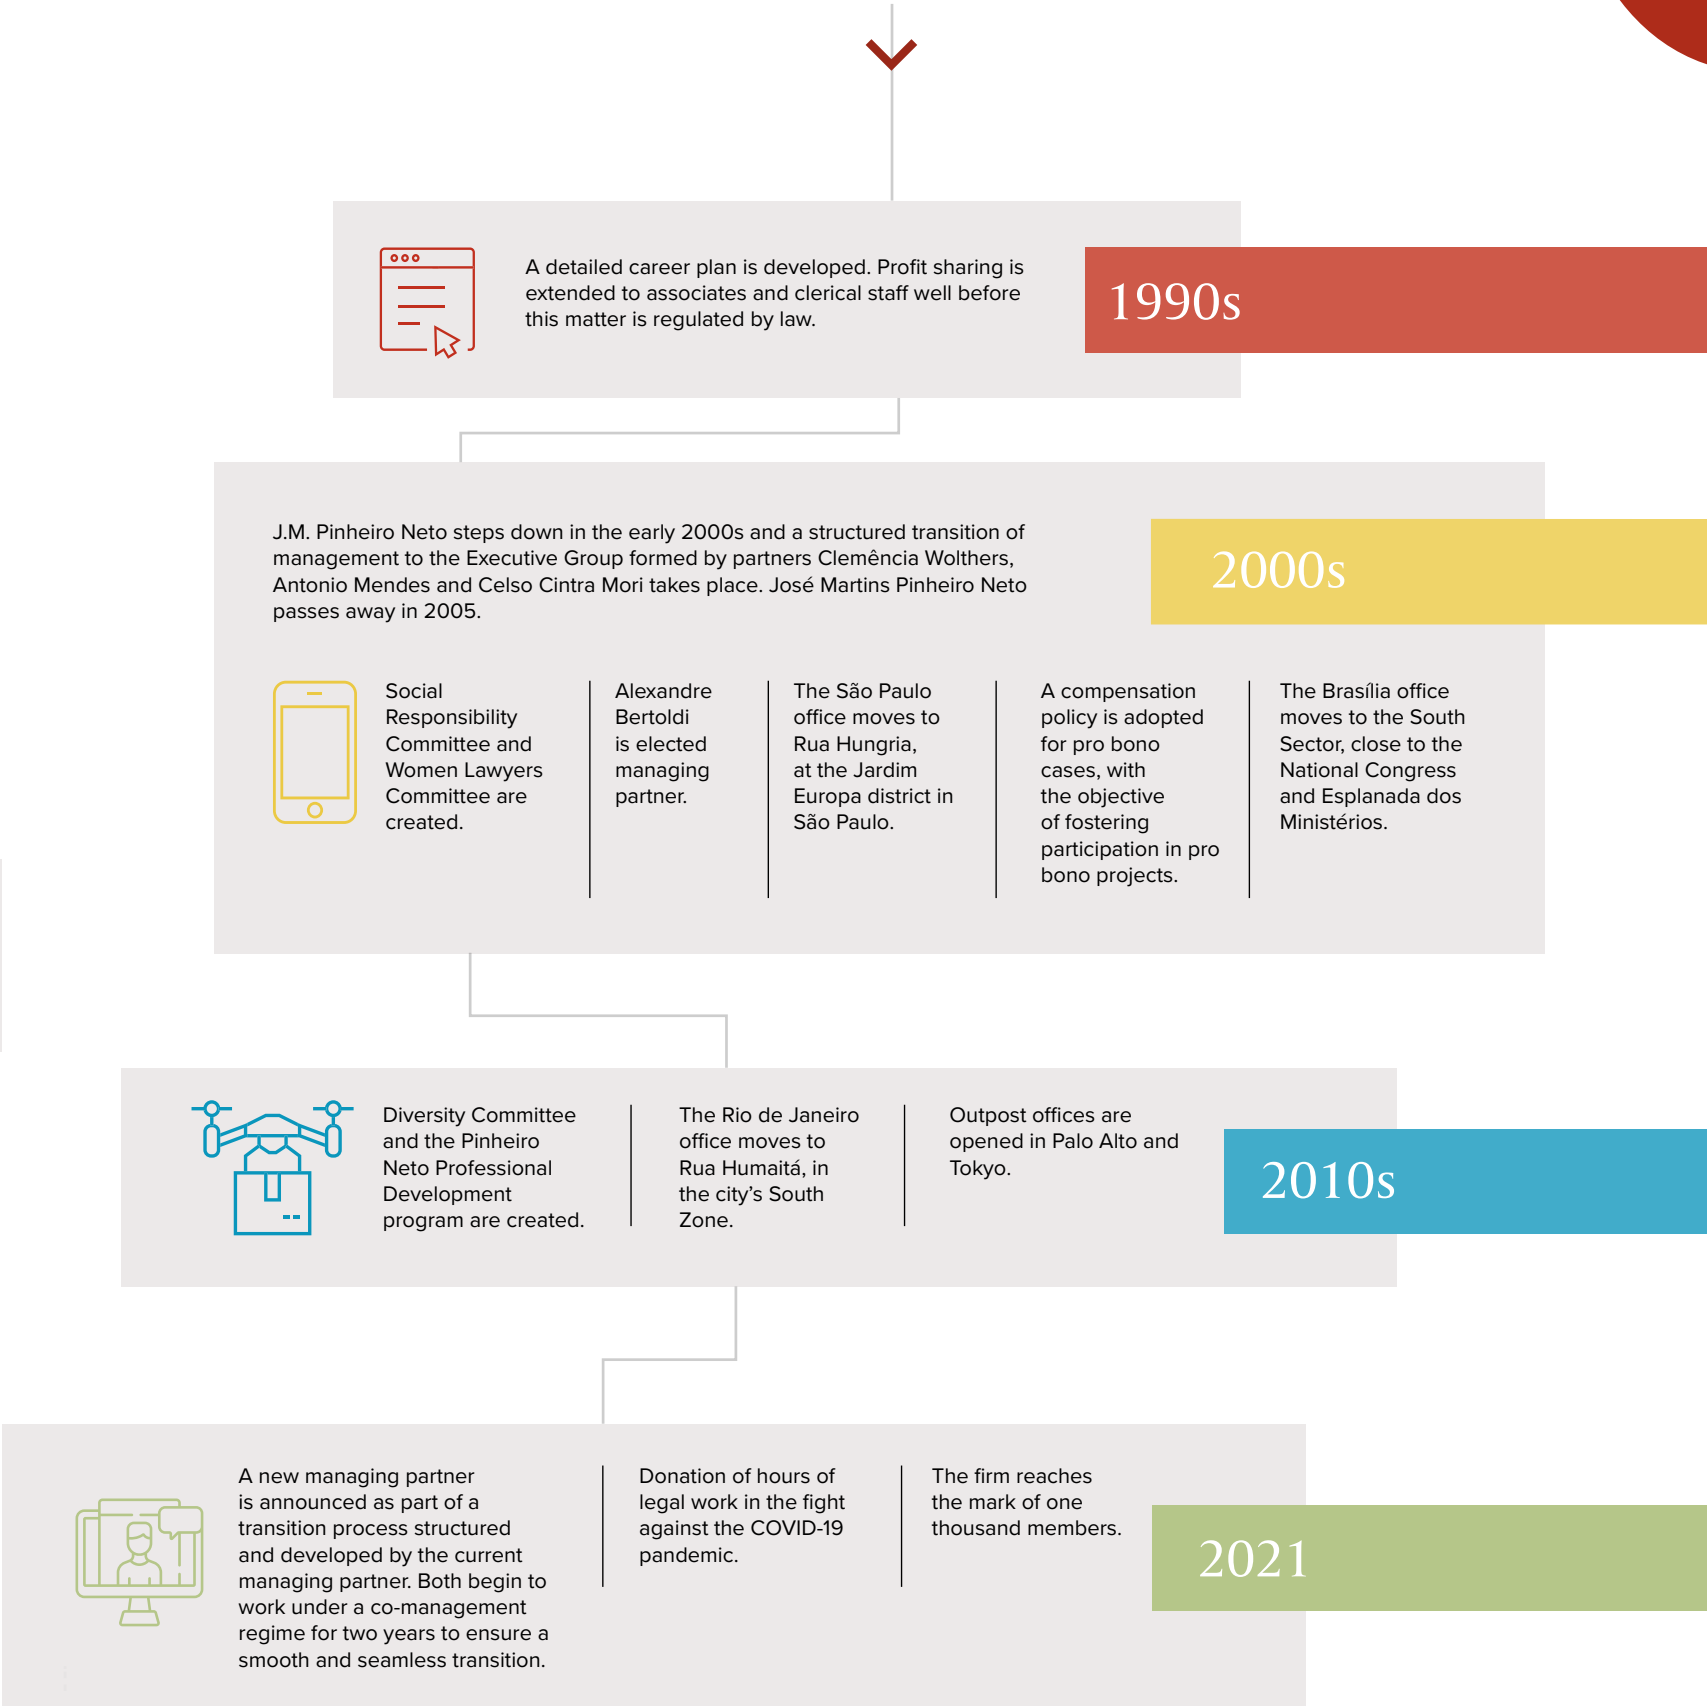 A detailed career plan is developed. Profit sharing is
extended to associates and clerical staff well before
this matter is regulated by law.
1990s
J.M. Pinheiro Neto steps down in the early 2000s and a structured transition of
management to the Executive Group formed by partners Clemência Wolthers,
Antonio Mendes and Celso Cintra Mori takes place. José Martins Pinheiro Neto
passes away in 2005.
2000s
Social
Responsibility
Committee and
Women Lawyers
Committee are
created.
Alexandre
Bertoldi
is elected
managing
partner.
The São Paulo
office moves to
Rua Hungria,
at the Jardim
Europa district in
São Paulo.
A compensation
policy is adopted
for pro bono
cases, with
the objective
of fostering
participation in pro
bono projects.
The Brasília office
moves to the South
Sector, close to the
National Congress
and Esplanada dos
Ministérios.
Diversity Committee
and the Pinheiro
Neto Professional
Development
program are created.
The Rio de Janeiro
office moves to
Rua Humaitá, in
the city’s South
Zone.
Outpost offices are
opened in Palo Alto and
Tokyo.
2010s
A new managing partner
is announced as part of a
transition process structured
and developed by the current
managing partner. Both begin to
work under a co-management
regime for two years to ensure a
smooth and seamless transition.
Donation of hours of
legal work in the fight
against the COVID-19
pandemic.
The firm reaches
the mark of one
thousand members.
2021